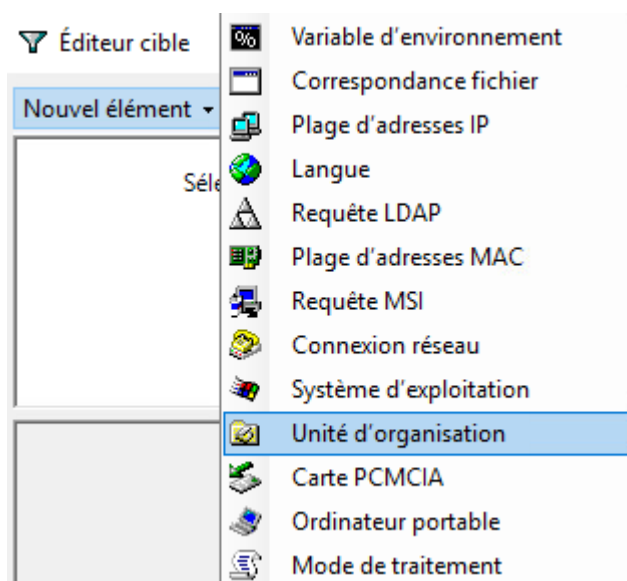 Éditeur cible
Nouvel élément
Séle
Variable d'environnement
Correspondance fichier
Plage d'adresses IP
Langue
Requête LDAP
Plage d'adresses MAC
Requête MSI
Connexion réseau
Système d'exploitation
Unité d'organisation
Carte PCMCIA
Ordinateur portable
Mode de traitement